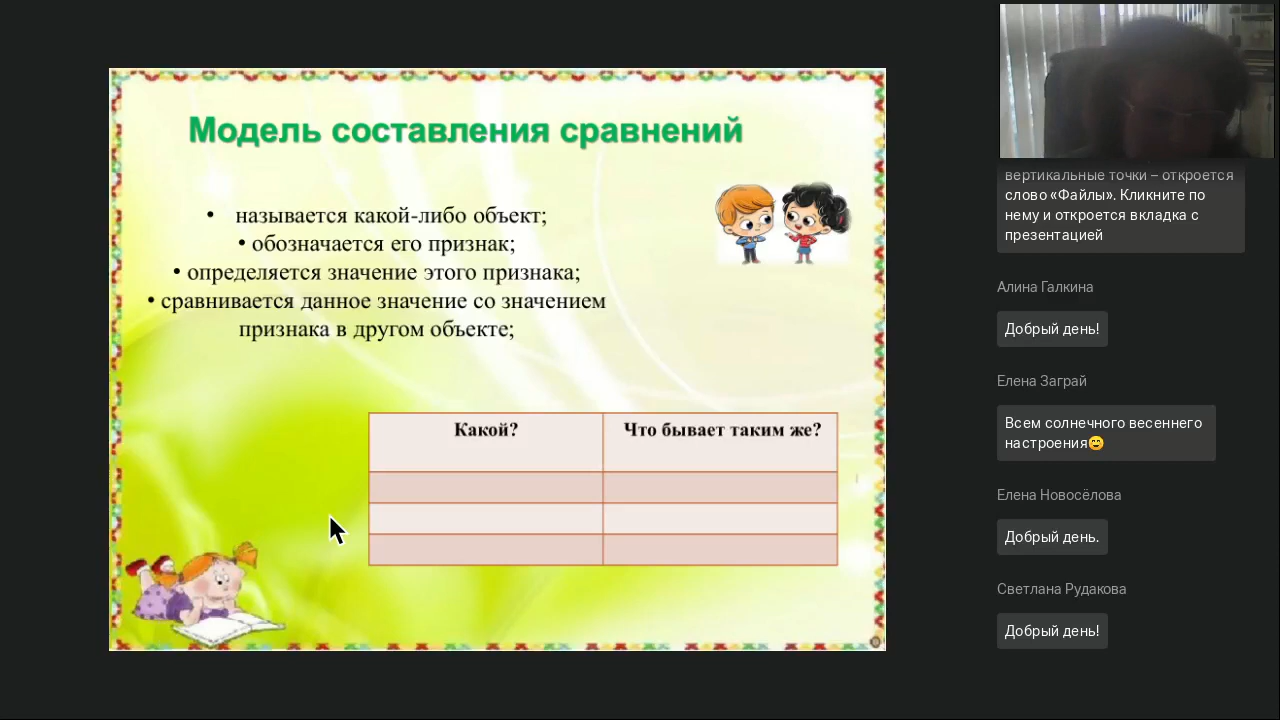 Модель составления сравнений
• называется какой-либо объект;
• обозначается его признак;
• определяется значение этого признака;
• сравнивается данное значение со значением
признака в другом объекте;
Какой?
Что бывает таким же?
вертикальные точки – откроется
слово «Файлы». Кликните по
нему и откроется вкладка с
презентацией
Алина Галкина
Добрый день!
Елена Заграй
Всем солнечного весеннего
настроения😊
Елена Новосёлова
Добрый день.
Светлана Рудакова
Добрый день!